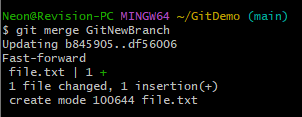 Neon@Revision-PC MINGW64 ~/GitDemo (main)
$ git merge GitNewBranch
Updating b845905..df56006
Fast-forward
 file.txt | 1 +
 1 file changed, 1 insertion(+)
 create mode 100644 file.txt